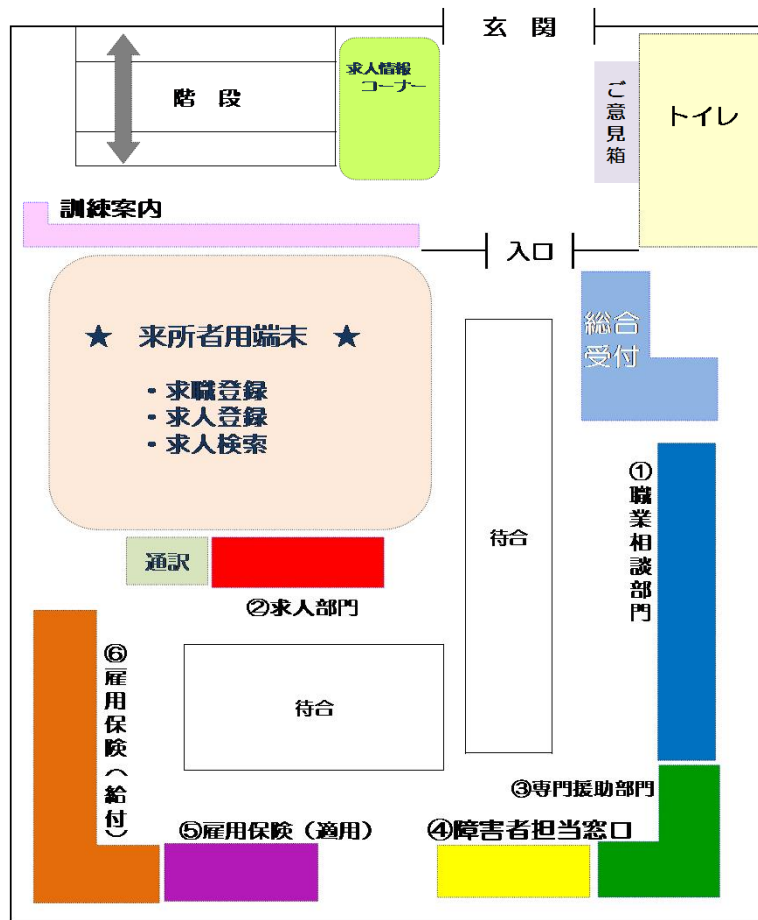 玄　関
求人情報
コーナー
階　段
ご意見箱
トイレ
訓練案内
入口
総合
受付
★　来所者用端末　★
・求職登録
・求人登録
・求人検索
①職業相談部門
待合
通訳
②求人部門
⑥雇用保険（給付）
待合
③専門援助部門
⑤雇用保険（適用）
④障害者担当窓口